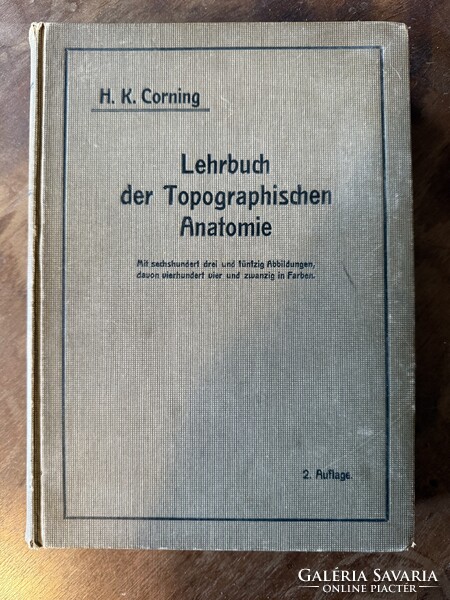 H. K. Corning
Lehrbuch
der Topographischen
Anatomie
Mit sechshundert drei und fünfzig Abbildungen,
davon vierhundert vier und zwanzig in Farben.
2. Auflage.
GALÉRIA SAVARIA
ONLINE PIACTÉR